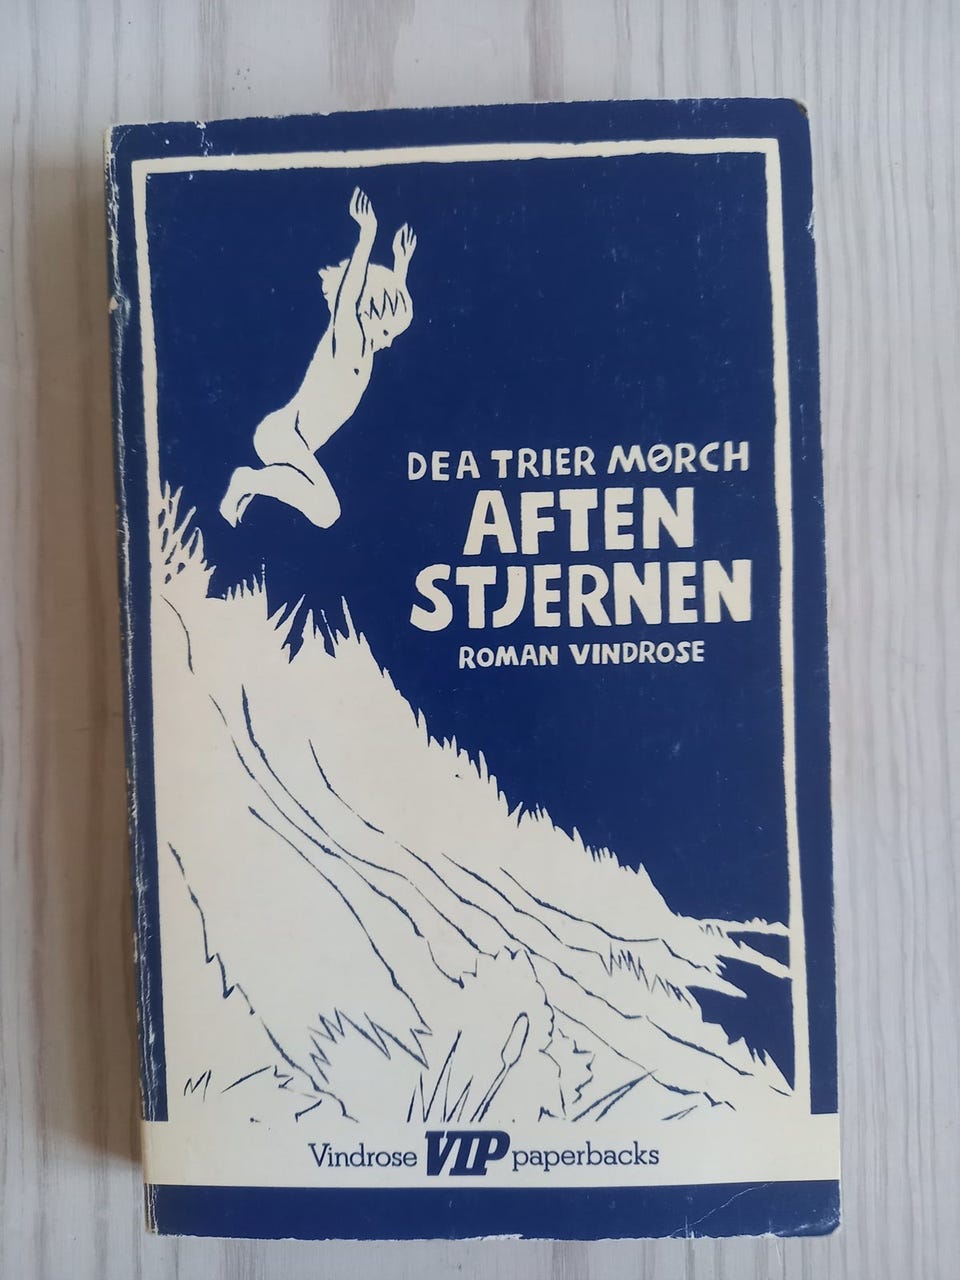 DEA TRIER MØRCH
AFTEN
STJERNEN
ROMAN VINDROSE
Vindrose VIP paperbacks